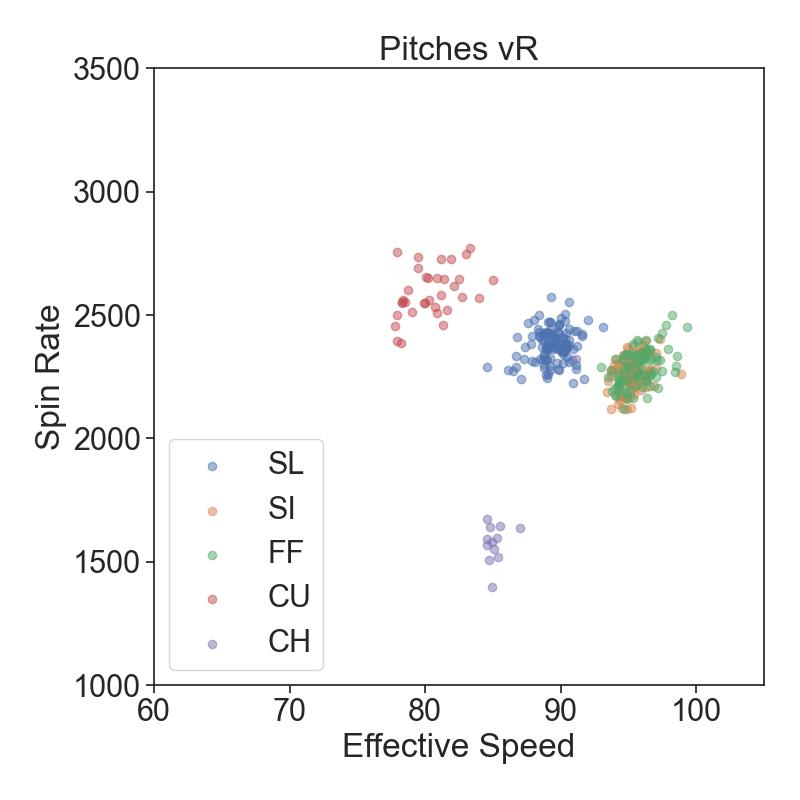 Pitches vR
3500
3000
2500
2000
1500
1000
Spin Rate
SL
SI
FF
CU
CH
60 70 80 90 100
Effective Speed